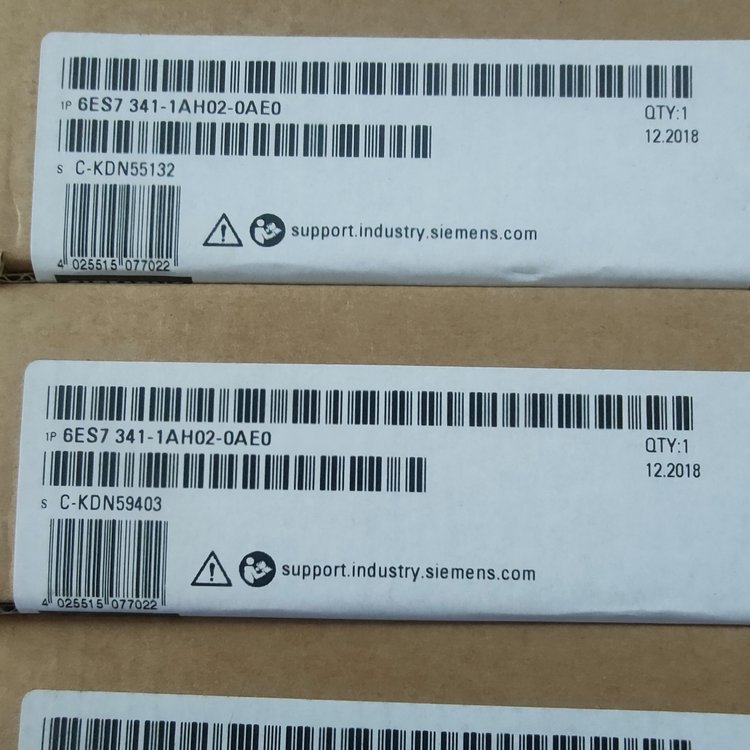 1P 6ES7 341-1AH02-0AE0
QTY:1
12.2018
S C-KDN55132
support.industry.siemens.com
4 025515 077022
1P 6ES7 341-1AH02-0AE0
QTY:1
12.2018
S C-KDN59403
support.industry.siemens.com
4 025515 077022